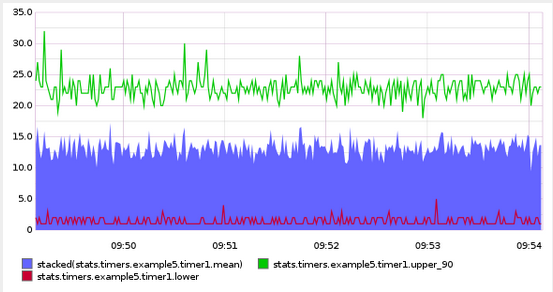 35.0
30.0
25.0
20.0
15.0
10.0
5.0
0
09:50 09:51 09:52 09:53 09:54
stacked(stats.timers.example5.timer1.mean) stats.timers.example5.timer1.upper_90
stats.timers.example5.timer1.lower